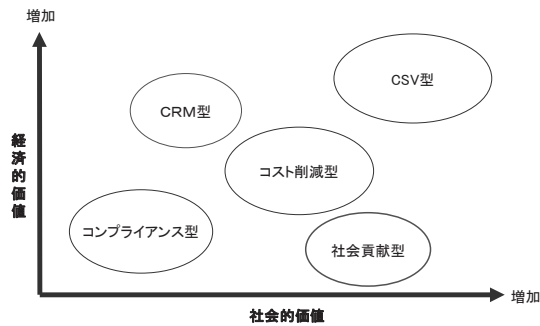 増加
CSV型
CRM型
経済的価値
コスト削減型
コンプライアンス型
社会貢献型
増加
社会的価値